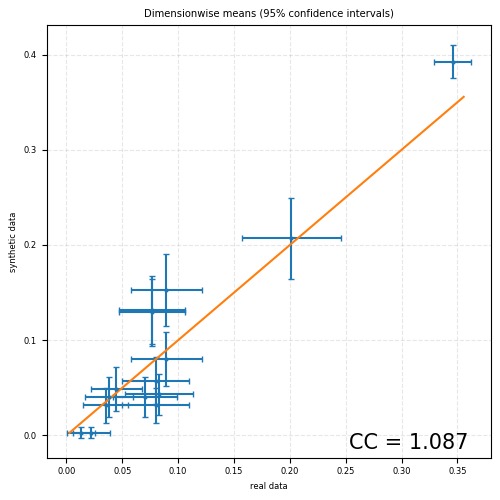 Dimensionwise means (95% confidence intervals)
0.4
0.3
0.2
0.1
0.0
synthetic data
CC = 1.087
0.00 0.05 0.10 0.15 0.20 0.25 0.30 0.35
real data